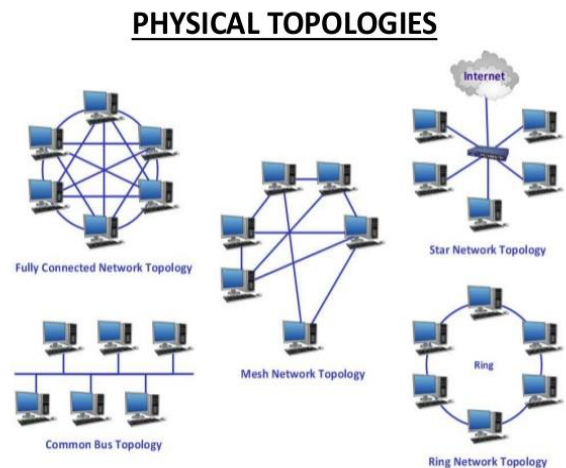 PHYSICAL TOPOLOGIES
Internet
Fully Connected Network Topology
Star Network Topology
Mesh Network Topology
Ring
Common Bus Topology
Ring Network Topology